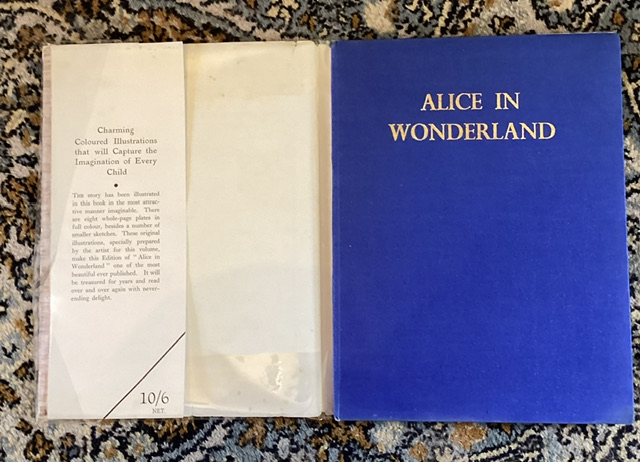 Charming
Coloured Illustrations
that will Capture the
Imagination of Every
Child
The story has been illustrated
in this book in the most attrac-
tive manner imaginable. There
are eight whole-page plates in
full colour, besides a number of
smaller sketches. These original
illustrations, specially prepared
by the artist for this volume,
make this Edition of "Alice in
Wonderland" one of the most
beautiful ever published. It will
be treasured for years and read
over and over again with never-
ending delight.
10/6
NET.
ALICE IN
WONDERLAND